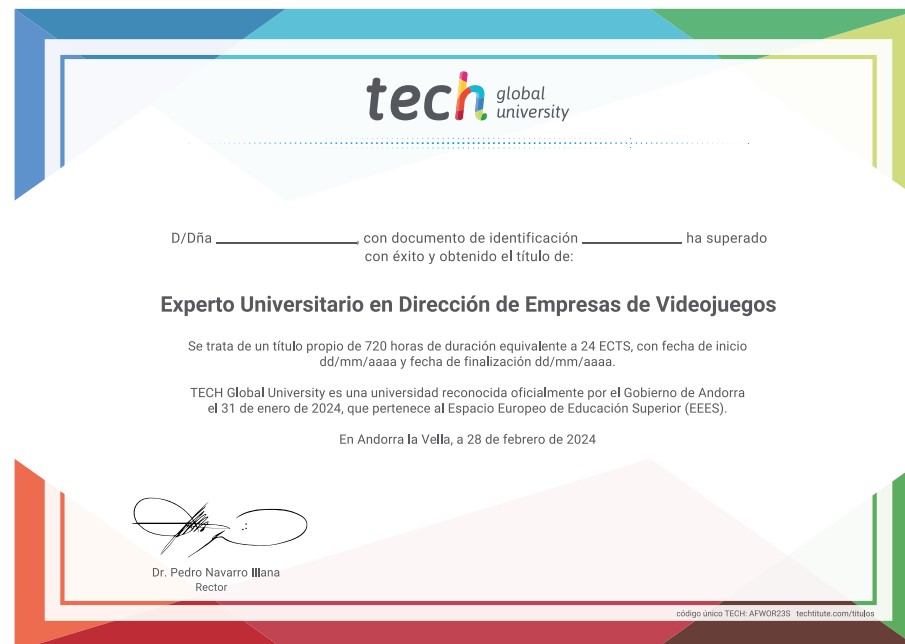 tech global
university
D/Dña ______________, con documento de identificación __________ ha superado
con éxito y obtenido el título de:
Experto Universitario en Dirección de Empresas de Videojuegos
Se trata de un título propio de 720 horas de duración equivalente a 24 ECTS, con fecha de inicio
dd/mm/aaaa y fecha de finalización dd/mm/aaaa.
TECH Global University es una universidad reconocida oficialmente por el Gobierno de Andorra
el 31 de enero de 2024, que pertenece al Espacio Europeo de Educación Superior (EEES).
En Andorra la Vella, a 28 de febrero de 2024
Dr. Pedro Navarro Illana
Rector
código único TECH: AFWOR23S techtitute.com/titulos